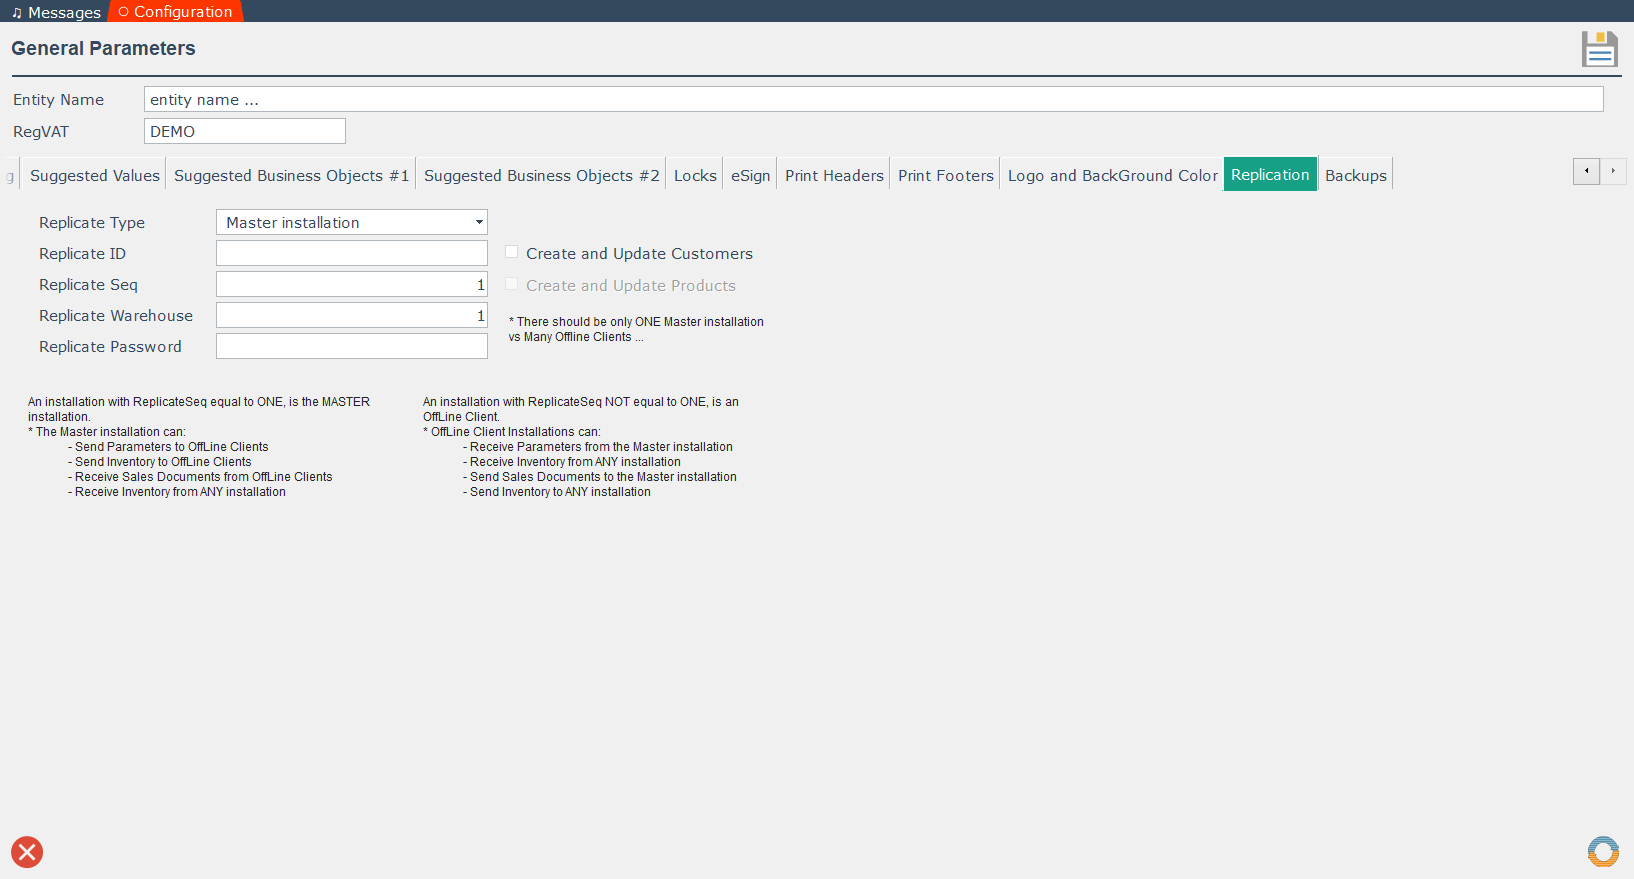 ♫ Messages
Configuration
General Parameters
Entity Name
entity name ...
RegVAT
DEMO
g
Suggested Values
Suggested Business Objects #1
Suggested Business Objects #2
Locks
eSign
Print Headers
Print Footers
Logo and BackGround Color
Replication
Backups
Replicate Type
Master installation
Replicate ID
Create and Update Customers
Replicate Seq
1
Create and Update Products
Replicate Warehouse
1
* There should be only ONE Master installation
vs Many Offline Clients ...
Replicate Password
An installation with ReplicateSeq equal to ONE, is the MASTER
installation.
* The Master installation can:
- Send Parameters to OffLine Clients
- Send Inventory to OffLine Clients
- Receive Sales Documents from OffLine Clients
- Receive Inventory from ANY installation
An installation with ReplicateSeq NOT equal to ONE, is an
OffLine Client.
* OffLine Client Installations can:
- Receive Parameters from the Master installation
- Receive Inventory from ANY installation
- Send Sales Documents to the Master installation
- Send Inventory to ANY installation